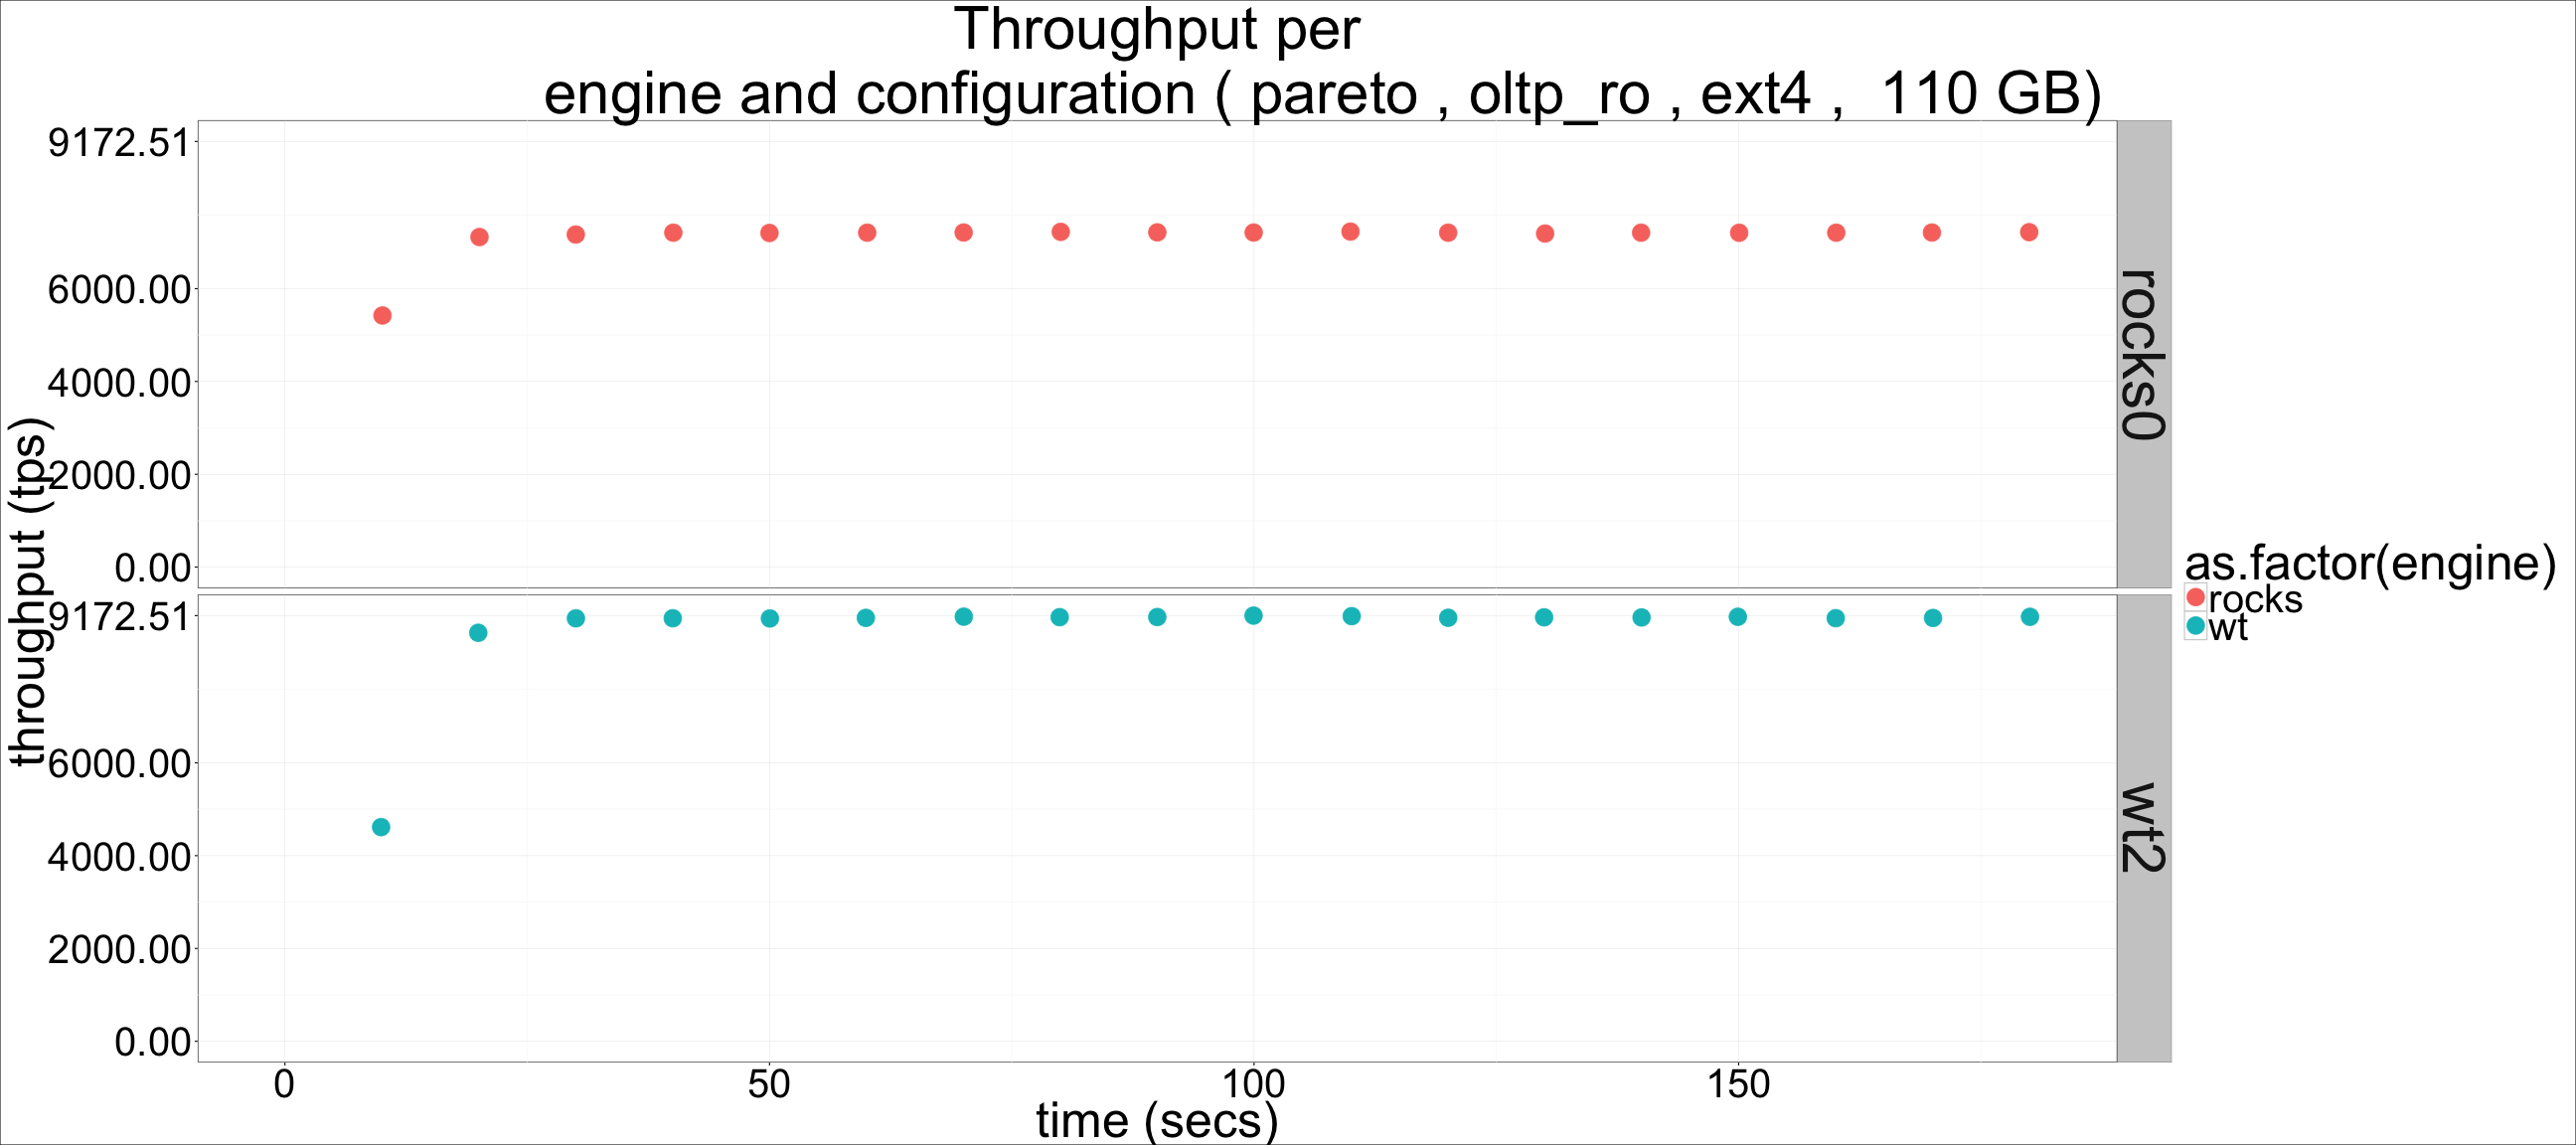 Throughput per
engine and configuration ( pareto , oltp_ro , ext4 ,  110 GB)
throughput (tps)
9172.51
6000.00
4000.00
2000.00
0.00
rocks0
9172.51
6000.00
4000.00
2000.00
0.00
wt2
0 50 100 150
time (secs)
as.factor(engine)
rocks
wt